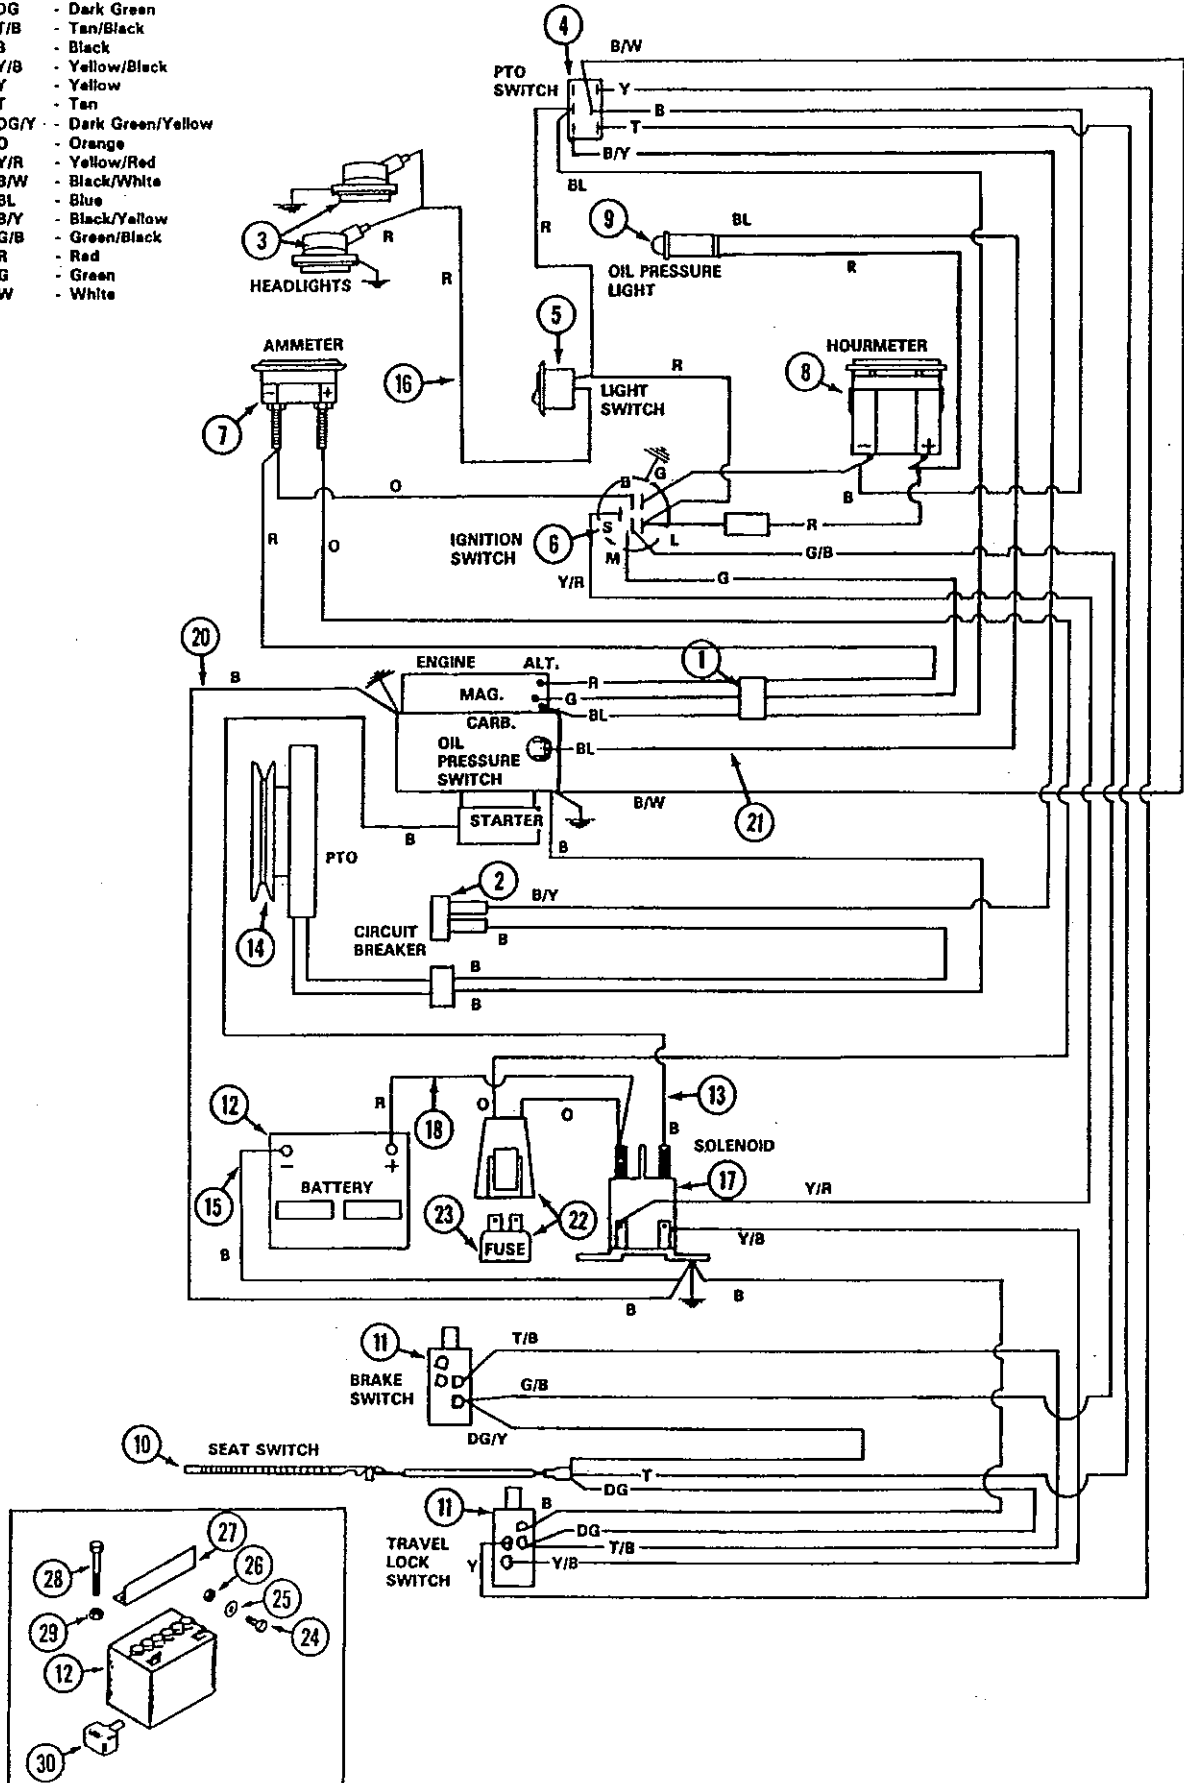 DG - Dark Green
T/B - Tan/Black
B - Black
Y/B - Yellow/Black
Y - Yellow
T - Tan
DG/Y - Dark Green/Yellow
O - Orange
Y/R - Yellow/Red
B/W - Black/White
BL - Blue
B/Y - Black/Yellow
G/B - Green/Black
R - Red
G - Green
W - White
4
B/W
PTO
SWITCH
Y
B
T
B/Y
BL
3
R
HEADLIGHTS
R
R
9
BL
R
OIL PRESSURE
LIGHT
5
AMMETER
- +
7
16
LIGHT
SWITCH
R
HOURMETER
8
- +
B
O
B
G
S
L
M
IGNITION
SWITCH
6
R
G/B
G
Y/R
R
O
20
B
ENGINE
ALT.
MAG.
CARB.
OIL
PRESSURE
SWITCH
R
G
BL
BL
1
B/W
21
STARTER
B
B
PTO
14
2
CIRCUIT
BREAKER
B/Y
B
B
B
12
R
18
O
O
13
B
SOLENOID
17
Y/R
Y/B
15
- +
BATTERY
B
23
FUSE
22
B
B
11
BRAKE
SWITCH
T/B
G/B
DG/Y
10
SEAT SWITCH
T
DG
11
B
TRAVEL
LOCK
SWITCH
DG
T/B
Y
Y/B
27
28
26
25
29
24
12
30